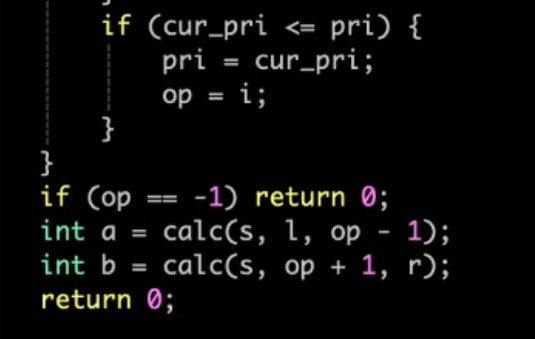 }
if (cur_pri <= pri) {
pri = cur_pri;
op = i;
}
}
if (op == -1) return 0;
int a = calc(s, l, op - 1);
int b = calc(s, op + 1, r);
return 0;